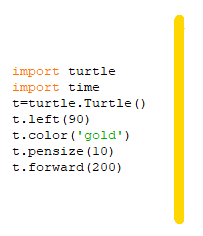 import turtle
import time
t=turtle.Turtle()
t.left(90)
t.color('gold')
t.pensize(10)
t.forward(200)